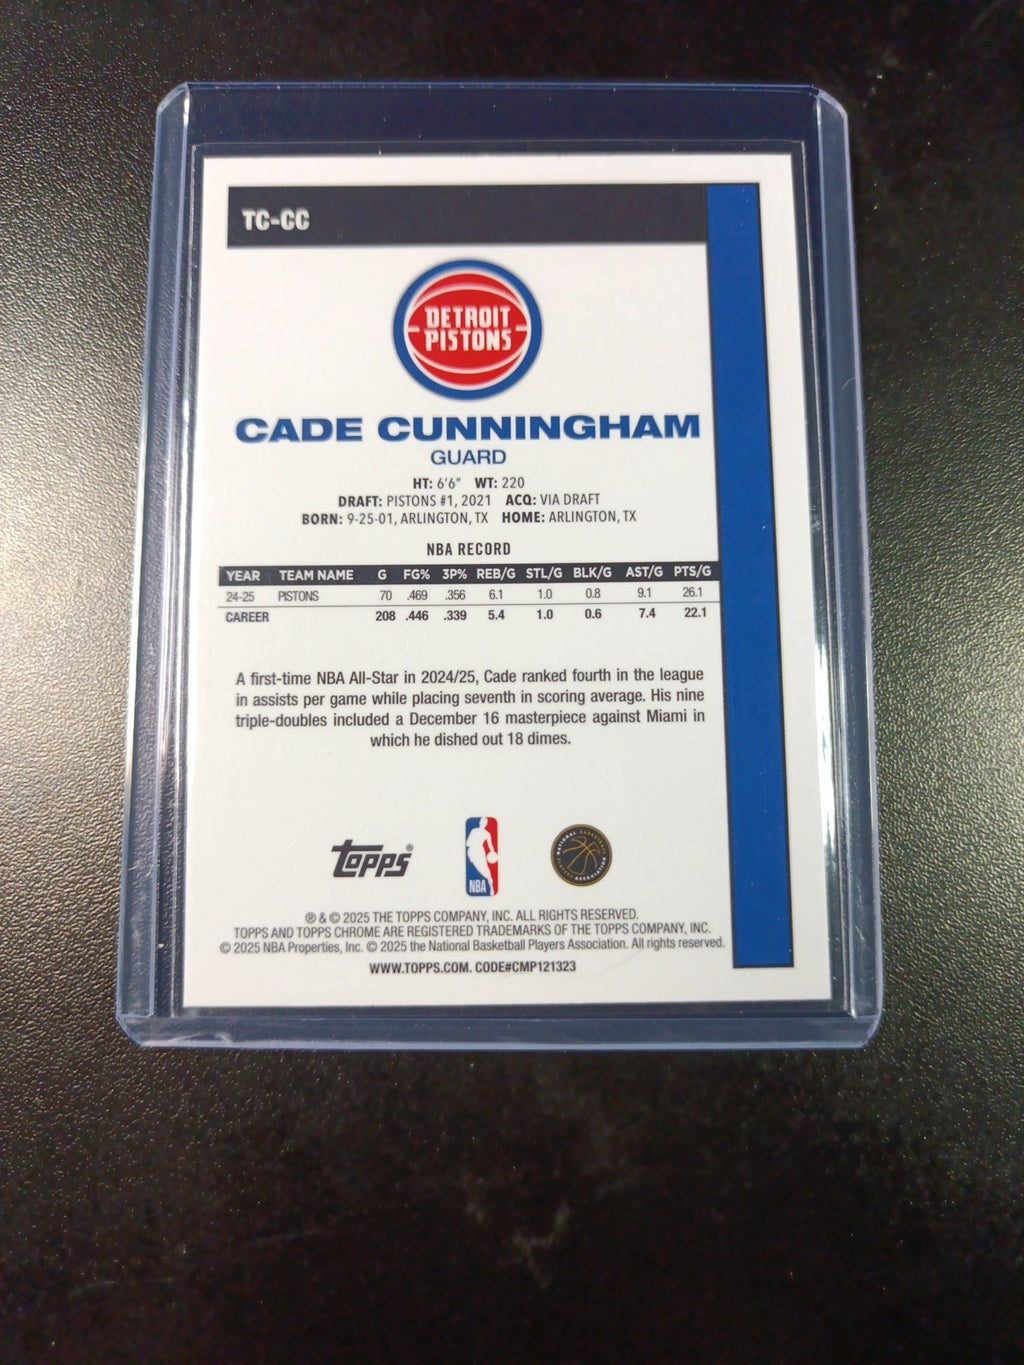 TC-CC
DETROIT
PISTONS
CADE CUNNINGHAM
GUARD
HT: 6'6" WT: 220
DRAFT: PISTONS #1, 2021 ACQ: VIA DRAFT
BORN: 9-25-01, ARLINGTON, TX HOME: ARLINGTON, TX
NBA RECORD
YEAR TEAM NAME G FG% 3P% REB/G STL/G BLK/G AST/G PTS/G
24-25 PISTONS 70 .469 .356 6.1 1.0 0.8 9.1 26.1
CAREER 208 .446 .339 5.4 1.0 0.6 7.4 22.1
A first-time NBA All-Star in 2024/25, Cade ranked fourth in the league
in assists per game while placing seventh in scoring average. His nine
triple-doubles included a December 16 masterpiece against Miami in
which he dished out 18 dimes.
Topps®
NBA
NATIONAL BASKETBALL PLAYERS ASSOCIATION
® & © 2025 THE TOPPS COMPANY, INC. ALL RIGHTS RESERVED.
TOPPS AND TOPPS CHROME ARE REGISTERED TRADEMARKS OF THE TOPPS COMPANY, INC.
© 2025 NBA Properties, Inc. © 2025 the National Basketball Players Association. All rights reserved.
WWW.TOPPS.COM. CODE#CMP121323